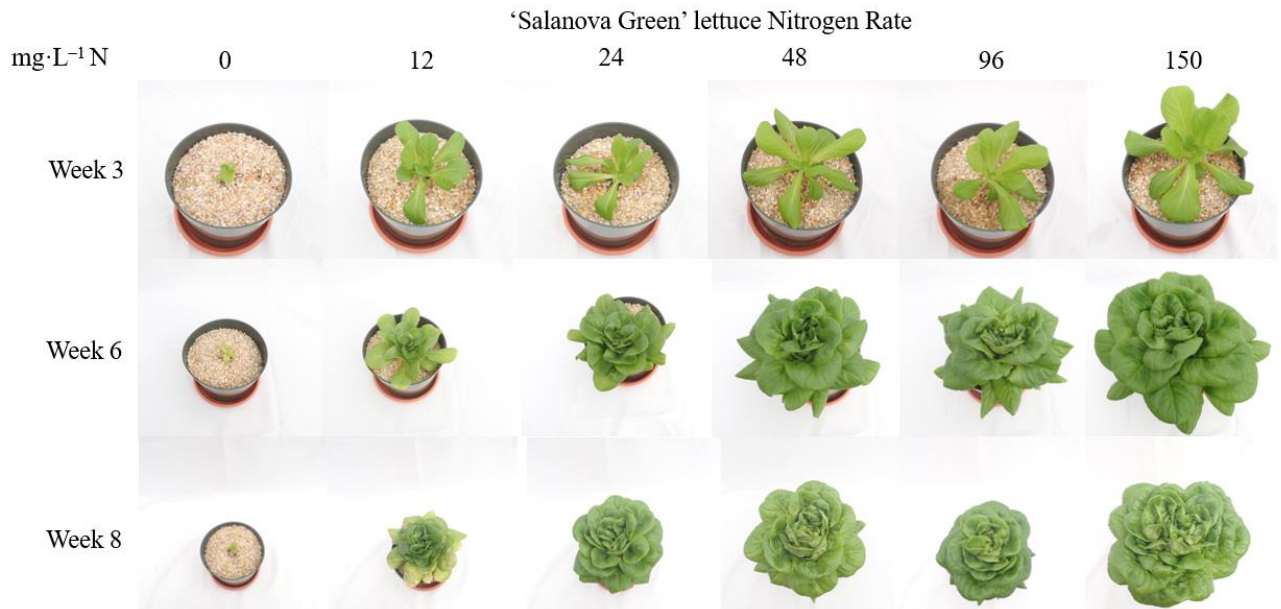 ‘Salanova Green’ lettuce Nitrogen Rate
mg·L⁻¹ N 0 12 24 48 96 150
Week 3
Week 6
Week 8